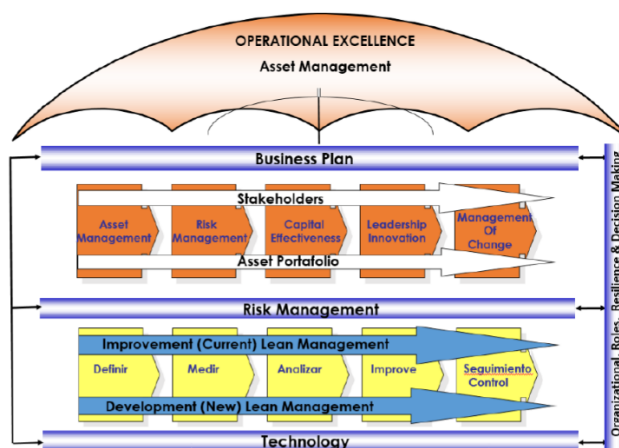 OPERATIONAL EXCELLENCE
Asset Management
Business Plan
Stakeholders
Asset
Management
Risk
Management
Capital
Effectiveness
Leadership
Innovation
Management
Of
Change
Asset Portafolio
Risk Management
Improvement (Current) Lean Management
Definir
Medir
Analizar
Improve
Seguimiento
Control
Development (New) Lean Management
Technology
Organizational, Roles, Resilience & Decision Making